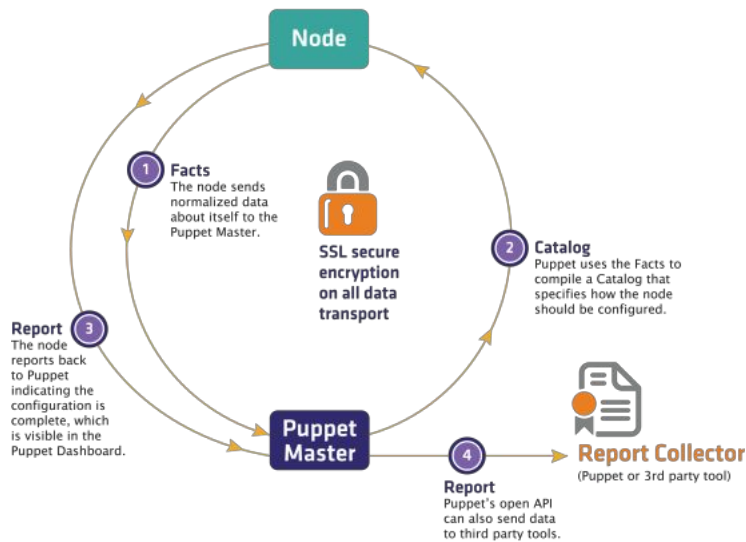 Node
1
Facts
The node sends
normalized data
about itself to the
Puppet Master.
SSL secure
encryption
on all data
transport
2
Catalog
Puppet uses the Facts to
compile a Catalog that
specifies how the node
should be configured.
Report
3
The node
reports back
to Puppet
indicating the
configuration is
complete, which
is visible in the
Puppet Dashboard.
Puppet
Master
4
Report
Puppet's open API
can also send data
to third party tools.
Report Collector
(Puppet or 3rd party tool)